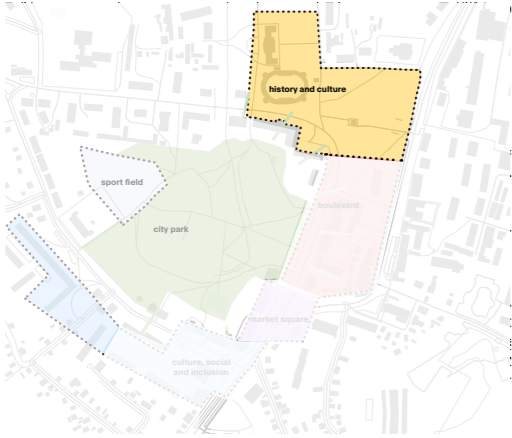 history and culture
sport field
boulevard
city park
market square
culture, social
and inclusion